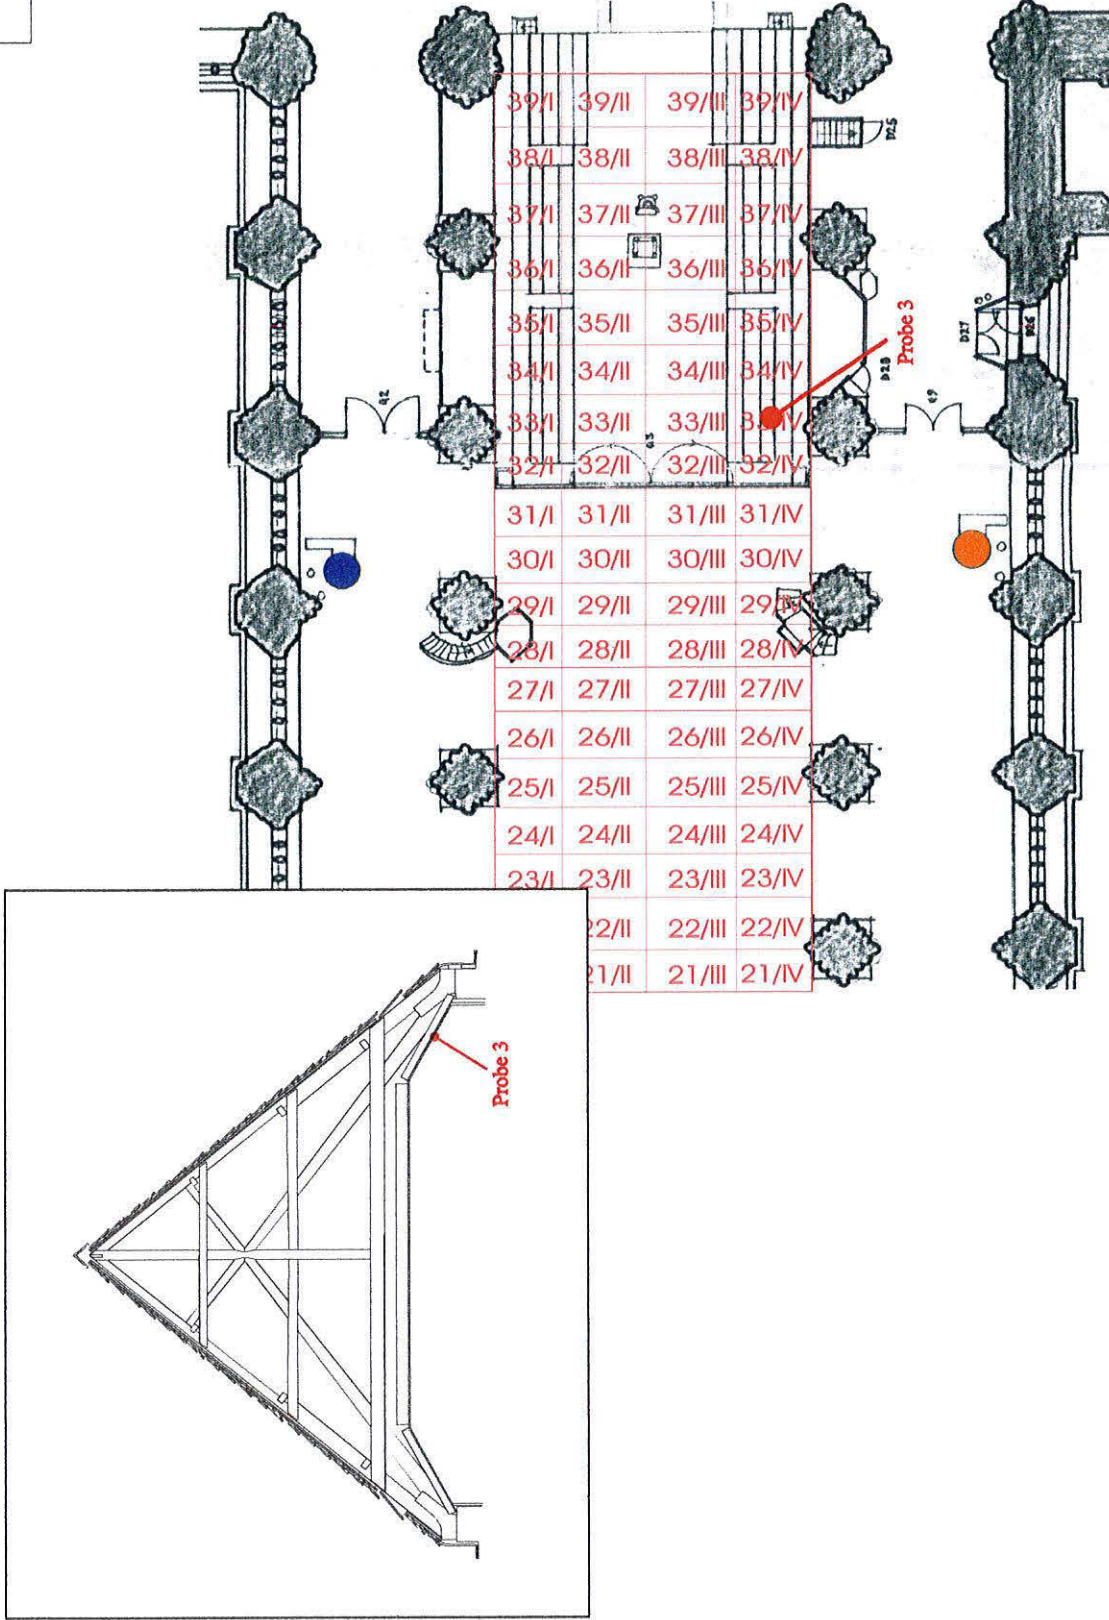 39/I 39/II 39/III 39/IV
D25
38/I 38/II 38/III 38/IV
37/I 37/II 37/III 37/IV
36/I 36/II 36/III 36/IV
35/I 35/II 35/III 35/IV
Probe 3
D27
D26
34/I 34/II 34/III 34/IV
D28
33/I 33/II 33/III 33/IV
32/I 32/II 32/III 32/IV
31/I 31/II 31/III 31/IV
30/I 30/II 30/III 30/IV
29/I 29/II 29/III 29/IV
28/I 28/II 28/III 28/IV
27/I 27/II 27/III 27/IV
26/I 26/II 26/III 26/IV
25/I 25/II 25/III 25/IV
24/I 24/II 24/III 24/IV
23/I 23/II 23/III 23/IV
22/II 22/III 22/IV
21/II 21/III 21/IV
Probe 3